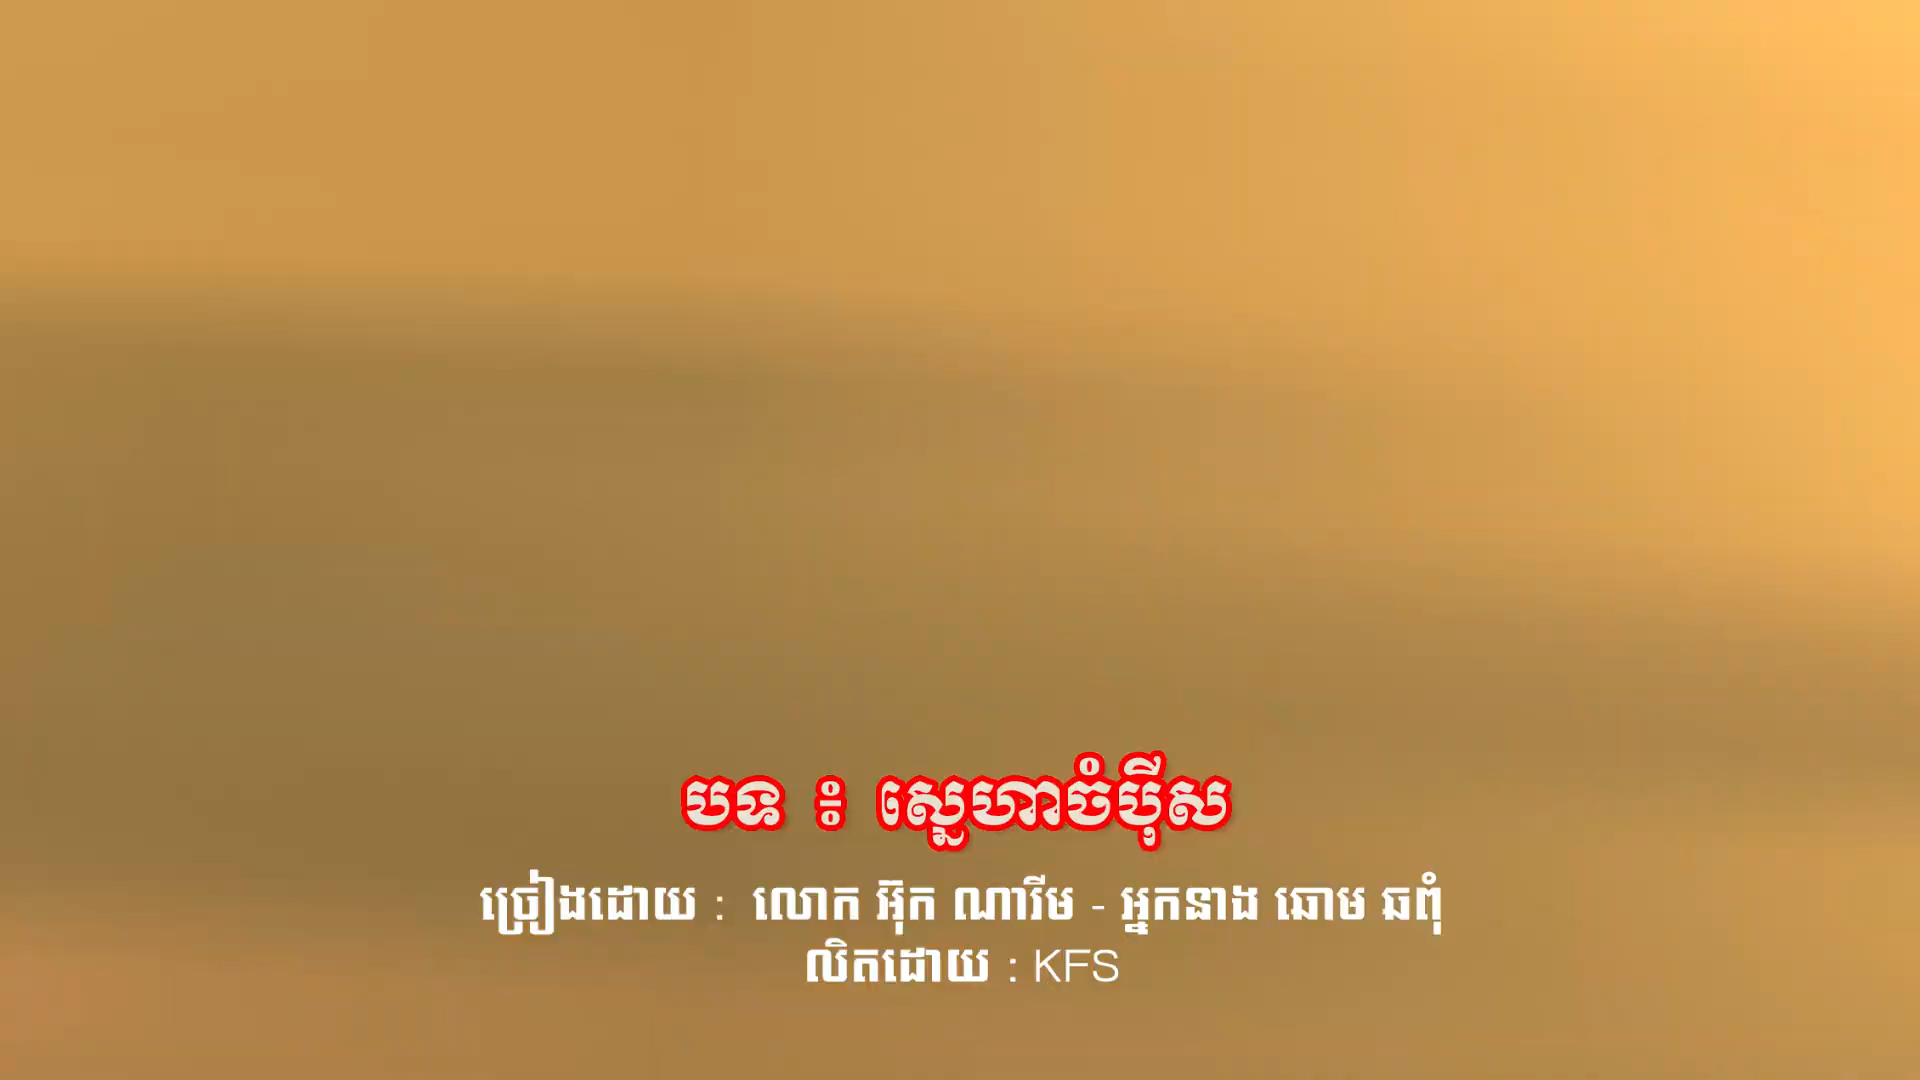 បទ ៖ ស្នេហាចំប៉ីស
ច្រៀងដោយ : លោក អ៊ុក ណារីម - អ្នកនាង ឆោម ឆពុំ
លិតដោយ : KFS